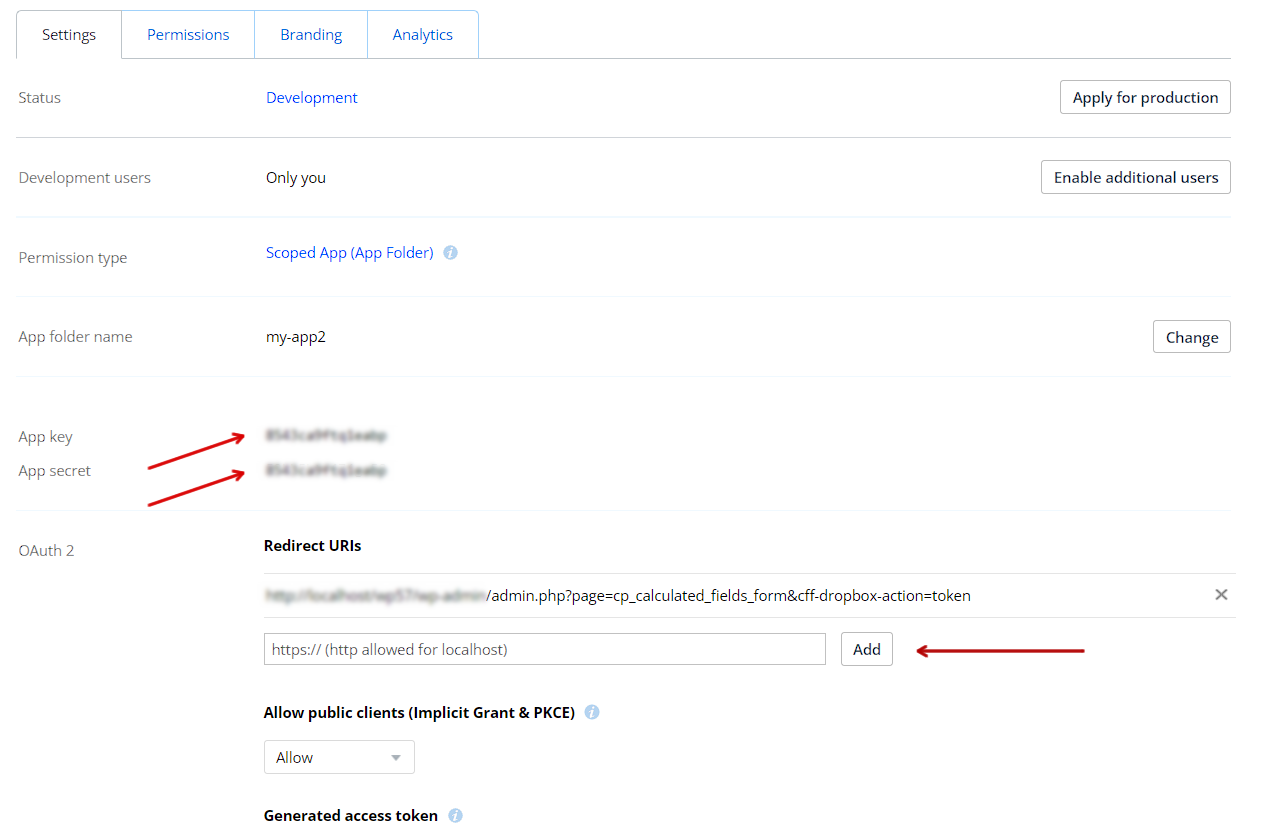 Settings Permissions Branding Analytics
Status Development Apply for production
Development users Only you Enable additional users
Permission type Scoped App (App Folder)
App folder name my-app2 Change
App key
App secret
OAuth 2 Redirect URIs
/admin.php?page=cp_calculated_fields_form&cff-dropbox-action=token
https:// (http allowed for localhost) Add
Allow public clients (Implicit Grant & PKCE)
Allow
Generated access token